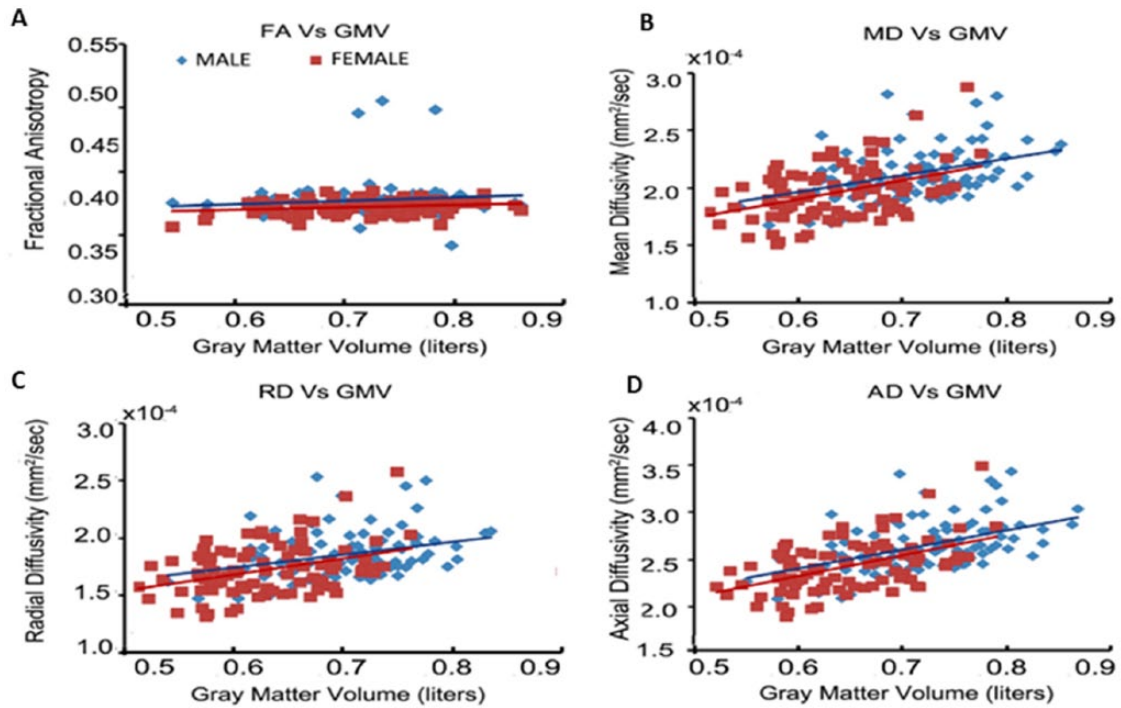 A
FA Vs GMV
MALE FEMALE
Fractional Anisotropy
0.55
0.50
0.45
0.40
0.35
0.30
0.5 0.6 0.7 0.8 0.9
Gray Matter Volume (liters)
B
MD Vs GMV
x10-4
Mean Diffusivity (mm2/sec)
3.0
2.5
2.0
1.5
1.0
0.5 0.6 0.7 0.8 0.9
Gray Matter Volume (liters)
C
RD Vs GMV
x10-4
Radial Diffusivity (mm2/sec)
3.0
2.5
2.0
1.5
1.0
0.5 0.6 0.7 0.8 0.9
Gray Matter Volume (liters)
D
AD Vs GMV
x10-4
Axial Diffusivity (mm2/sec)
4.0
3.5
3.0
2.5
2.0
1.5
0.5 0.6 0.7 0.8 0.9
Gray Matter Volume (liters)